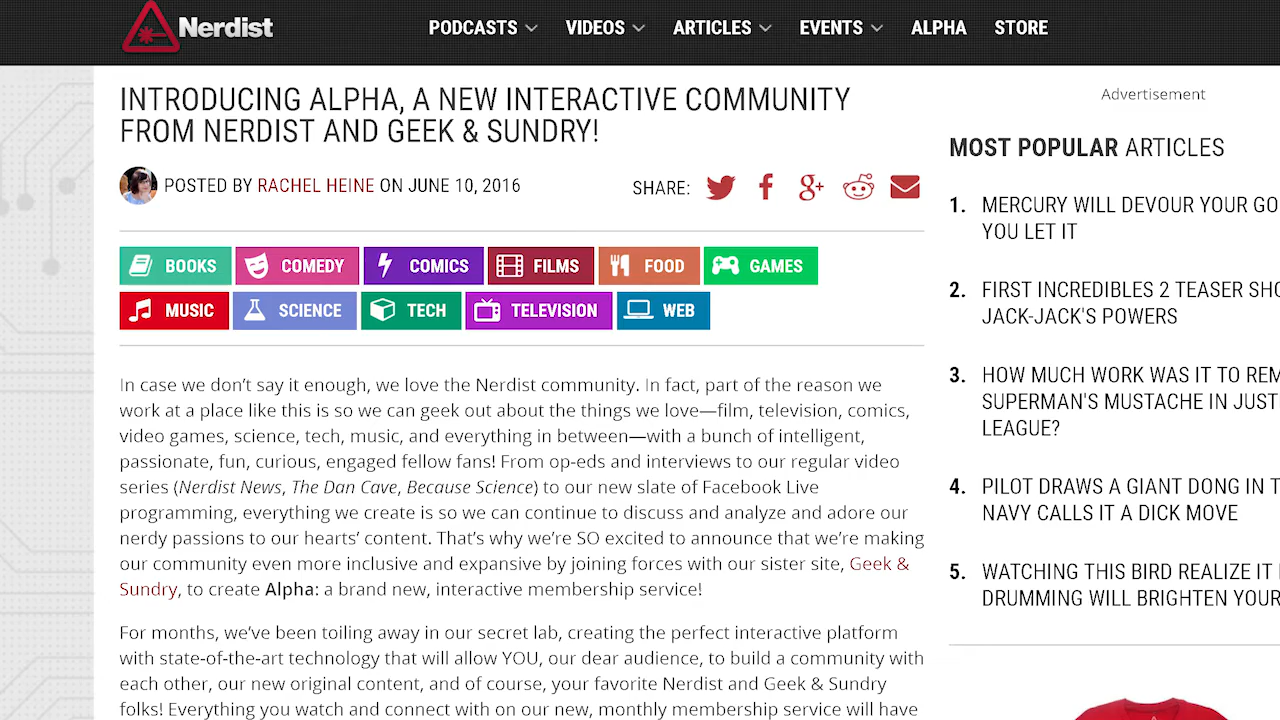 Nerdist
PODCASTS VIDEOS ARTICLES EVENTS ALPHA STORE
INTRODUCING ALPHA, A NEW INTERACTIVE COMMUNITY
FROM NERDIST AND GEEK & SUNDRY!
POSTED BY RACHEL HEINE ON JUNE 10, 2016
SHARE:
BOOKS COMEDY COMICS FILMS FOOD GAMES
MUSIC SCIENCE TECH TELEVISION WEB
In case we don’t say it enough, we love the Nerdist community. In fact, part of the reason we
work at a place like this is so we can geek out about the things we love—film, television, comics,
video games, science, tech, music, and everything in between—with a bunch of intelligent,
passionate, fun, curious, engaged fellow fans! From op-eds and interviews to our regular video
series (Nerdist News, The Dan Cave, Because Science) to our new slate of Facebook Live
programming, everything we create is so we can continue to discuss and analyze and adore our
nerdy passions to our hearts’ content. That’s why we’re SO excited to announce that we’re making
our community even more inclusive and expansive by joining forces with our sister site, Geek &
Sundry, to create Alpha: a brand new, interactive membership service!
For months, we’ve been toiling away in our secret lab, creating the perfect interactive platform
with state-of-the-art technology that will allow YOU, our dear audience, to build a community with
each other, our new original content, and of course, your favorite Nerdist and Geek & Sundry
folks! Everything you watch and connect with on our new, monthly membership service will have
Advertisement
MOST POPULAR ARTICLES
1. MERCURY WILL DEVOUR YOUR GO
YOU LET IT
2. FIRST INCREDIBLES 2 TEASER SHO
JACK-JACK'S POWERS
3. HOW MUCH WORK WAS IT TO REM
SUPERMAN'S MUSTACHE IN JUST
LEAGUE?
4. PILOT DRAWS A GIANT DONG IN T
NAVY CALLS IT A DICK MOVE
5. WATCHING THIS BIRD REALIZE IT
DRUMMING WILL BRIGHTEN YOUR